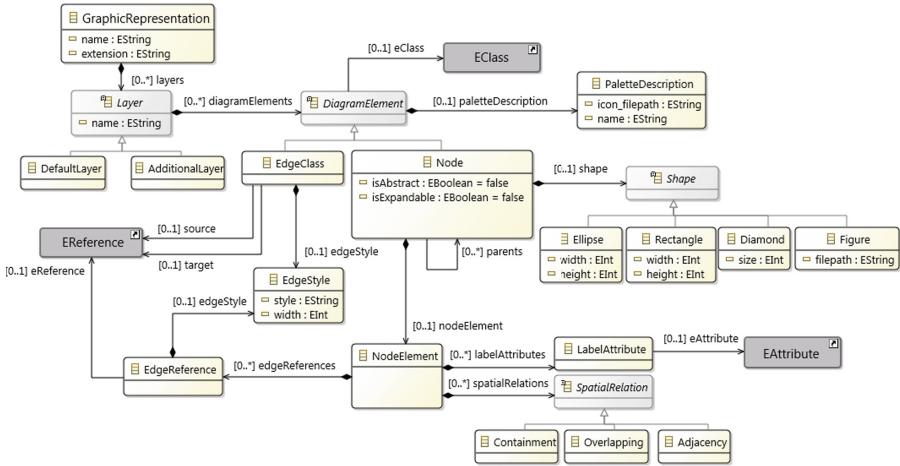 GraphicRepresentation
name : EString
extension : EString
[0..*] layers
[0..1] eClass
EClass
Layer
name : EString
[0..*] diagramElements
DiagramElement
[0..1] paletteDescription
PaletteDescription
icon_filepath : EString
name : EString
DefaultLayer
AdditionalLayer
EdgeClass
Node
isAbstract : EBoolean = false
isExpandable : EBoolean = false
[0..1] shape
Shape
EReference
[0..1] source
[0..1] target
[0..1] eReference
[0..1] edgeStyle
[0..*] parents
Ellipse
width : EInt
height : EInt
Rectangle
width : EInt
height : EInt
Diamond
size : EInt
Figure
filepath : EString
EdgeStyle
style : EString
width : EInt
[0..1] edgeStyle
[0..1] nodeElement
EdgeReference
[0..*] edgeReferences
NodeElement
[0..*] labelAttributes
[0..*] spatialRelations
LabelAttribute
[0..1] eAttribute
EAttribute
SpatialRelation
Containment
Overlapping
Adjacency